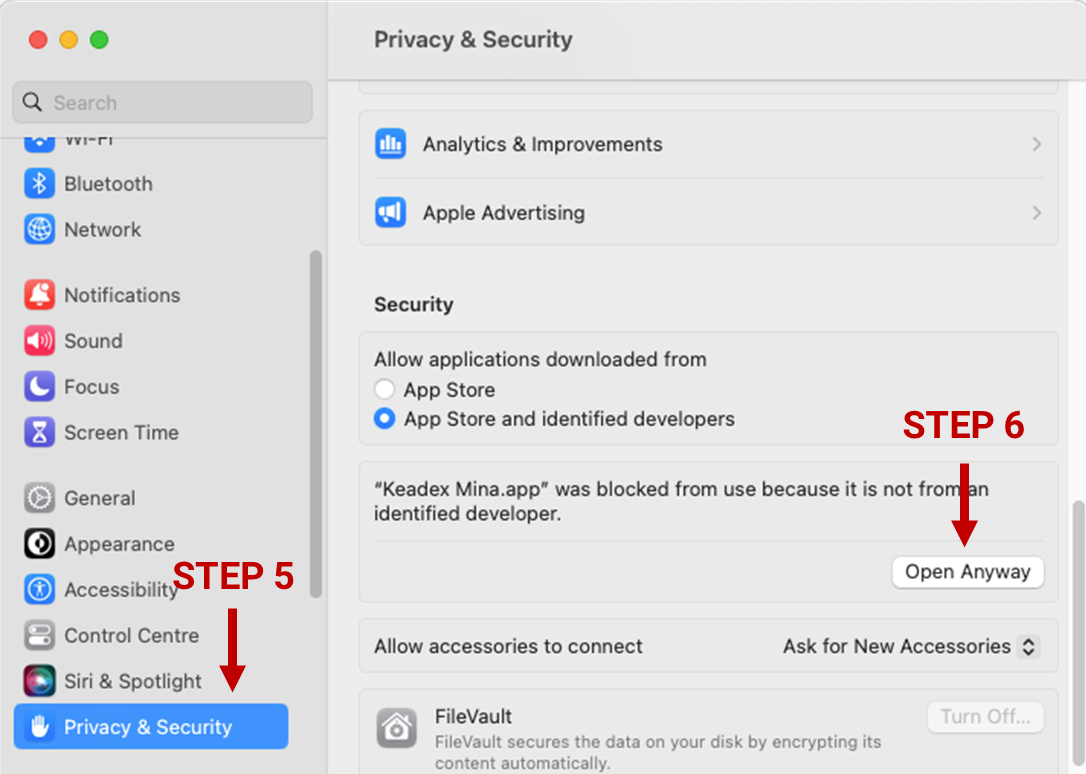 Privacy & Security
Search
Wi-Fi
Bluetooth
Network
Notifications
Sound
Focus
Screen Time
General
Appearance
Accessibility
STEP 5
Control Centre
Siri & Spotlight
Privacy & Security
Analytics & Improvements
Apple Advertising
Security
Allow applications downloaded from
App Store
App Store and identified developers
STEP 6
“Keadex Mina.app” was blocked from use because it is not from an
identified developer.
Open Anyway
Allow accessories to connect
Ask for New Accessories
FileVault
Turn Off...
FileVault secures the data on your disk by encrypting its
content automatically.